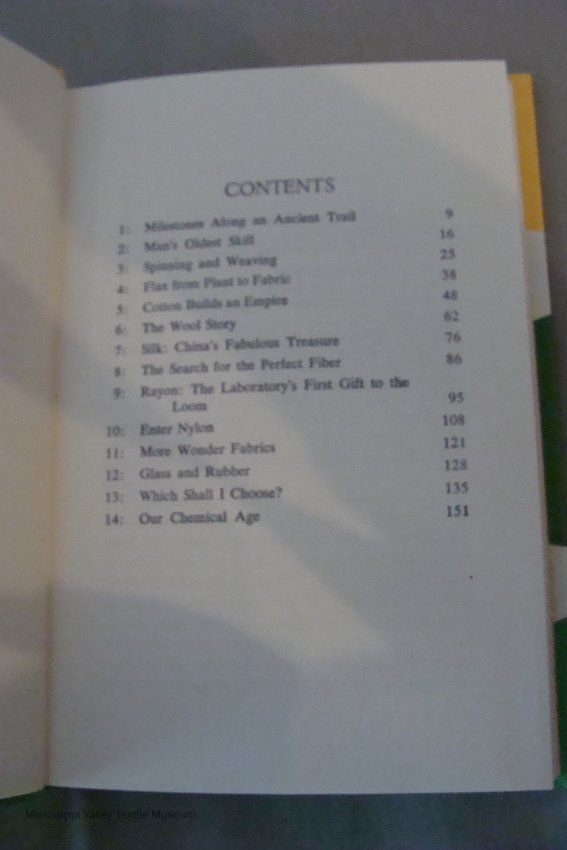 CONTENTS
1: Milestones Along an Ancient Trail 9
2: Man's Oldest Skill 16
3: Spinning and Weaving 25
4: Flax from Plant to Fabric 38
5: Cotton Builds an Empire 48
6: The Wool Story 62
7: Silk: China's Fabulous Treasure 76
8: The Search for the Perfect Fiber 86
9: Rayon: The Laboratory's First Gift to the
Loom 95
10: Enter Nylon 108
11: More Wonder Fabrics 121
12: Glass and Rubber 128
13: Which Shall I Choose? 135
14: Our Chemical Age 151
Mississippi Valley Textile Museum